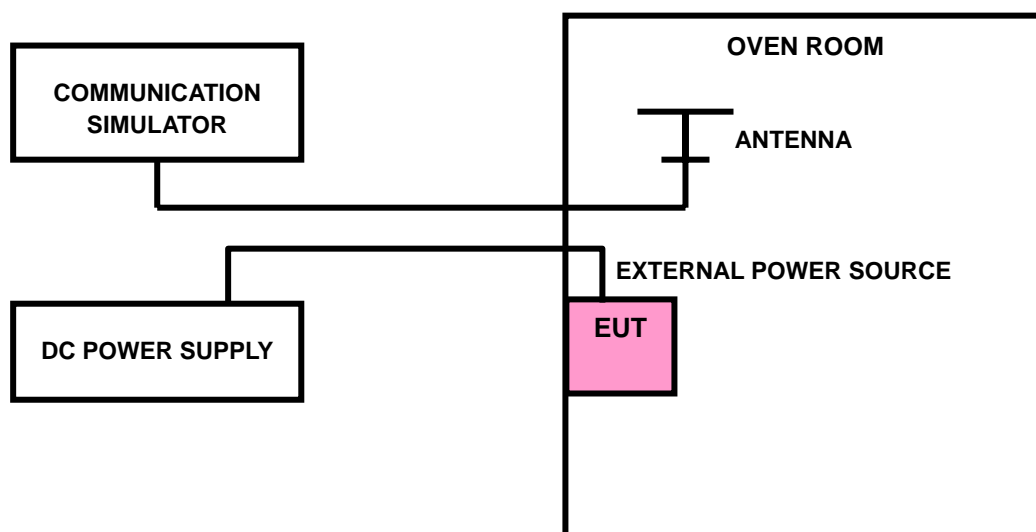 OVEN ROOM
COMMUNICATION
SIMULATOR
ANTENNA
EXTERNAL POWER SOURCE
EUT
DC POWER SUPPLY